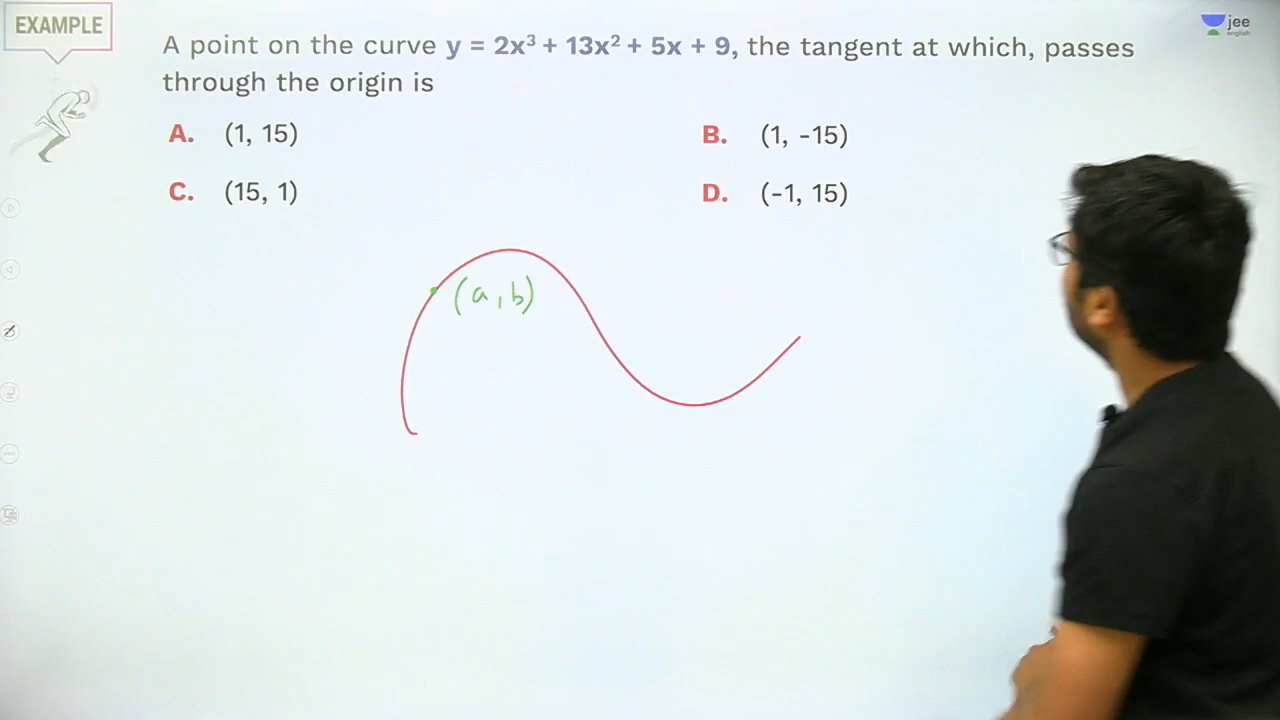 EXAMPLE
jee
english
A point on the curve y = 2x³ + 13x² + 5x + 9, the tangent at which, passes
through the origin is
A. (1, 15)
B. (1, -15)
C. (15, 1)
D. (-1, 15)
(a, b)